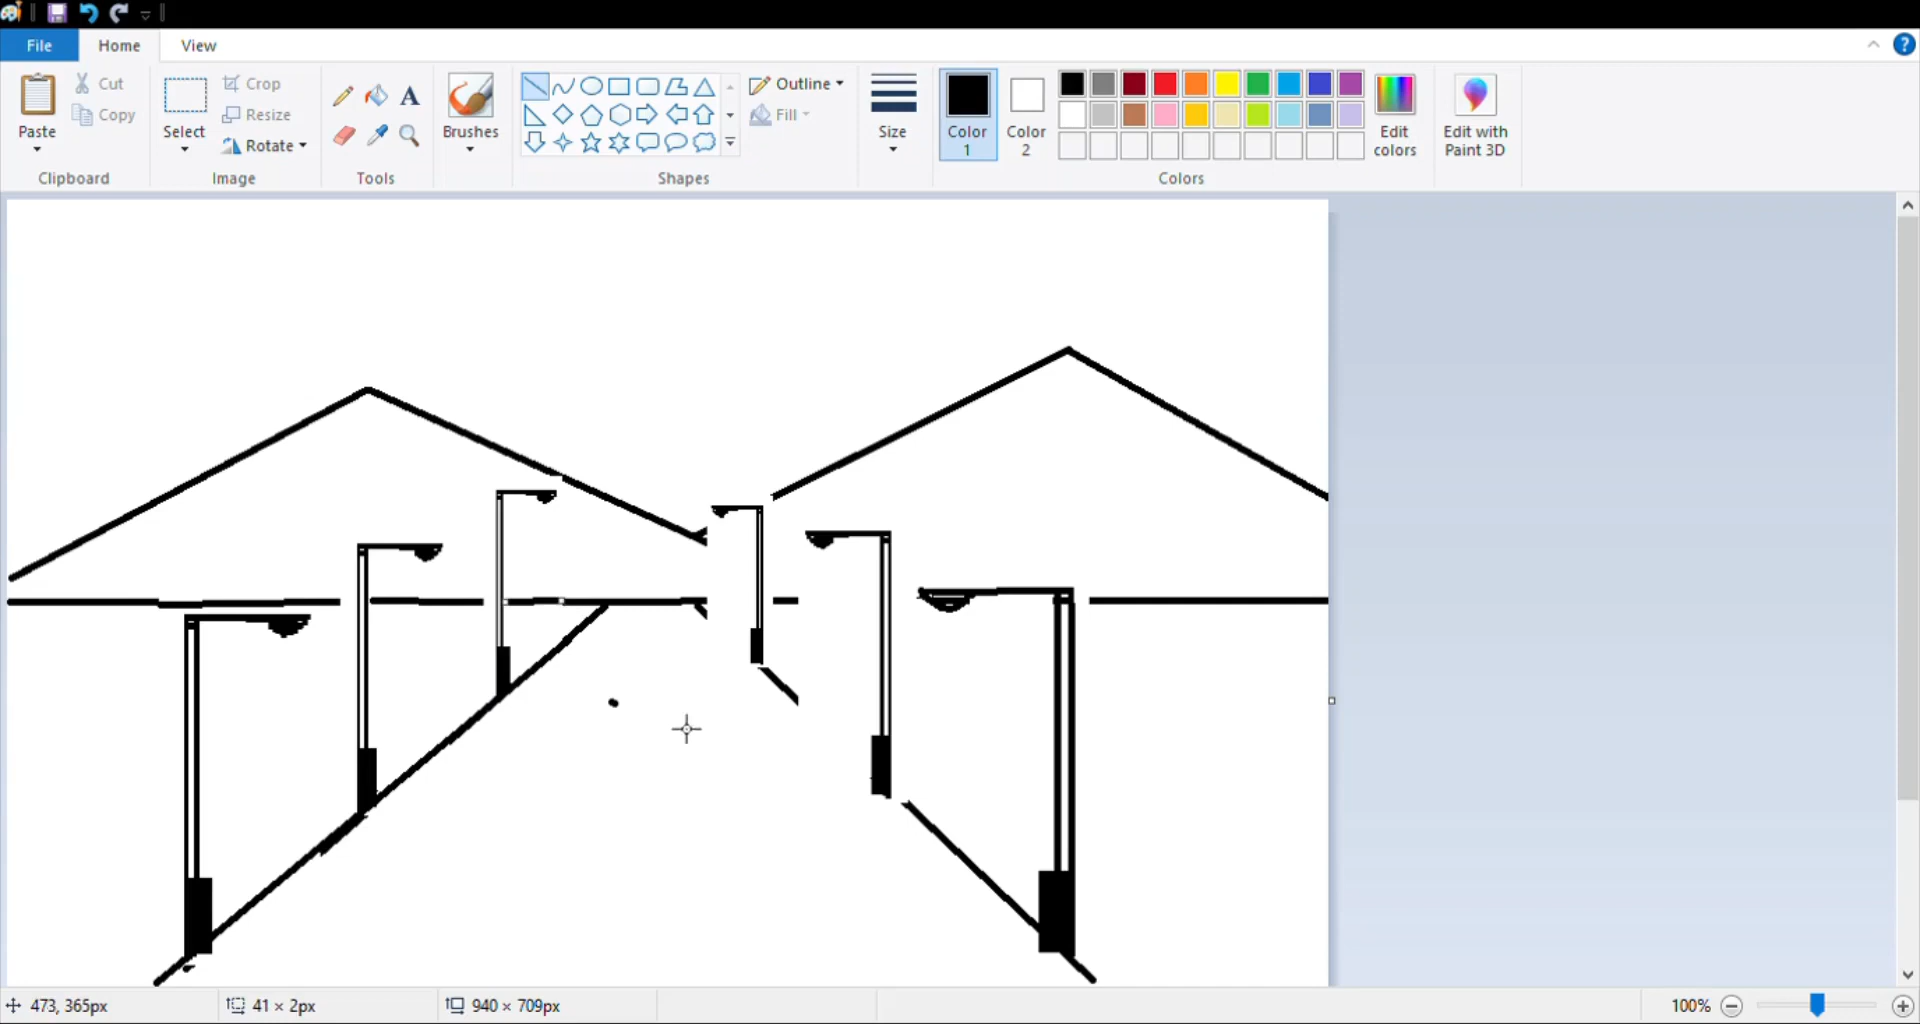 File Home View
Paste Cut Copy Clipboard
Select Crop Resize Rotate Image
A Tools
Brushes
Outline Fill Shapes
Size
Color 1
Color 2
Edit colors
Colors
Edit with Paint 3D
?
473, 365px 41 × 2px 940 × 709px 100%